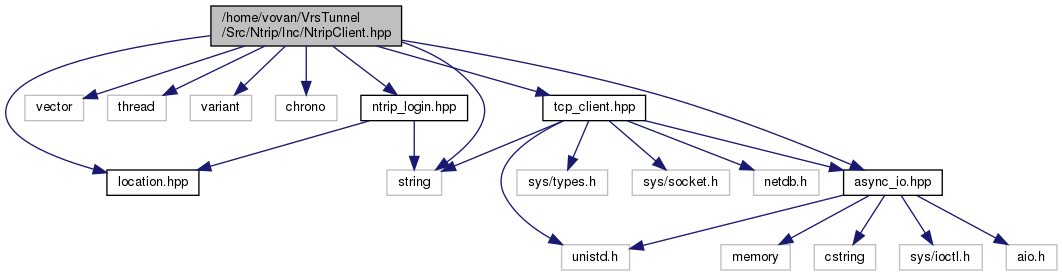 /home/vovan/VrsTunnel
/Src/Ntrip/Inc/NtripClient.hpp
vector
thread
variant
chrono
ntrip_login.hpp
tcp_client.hpp
location.hpp
string
sys/types.h
sys/socket.h
netdb.h
async_io.hpp
unistd.h
memory
cstring
sys/ioctl.h
aio.h